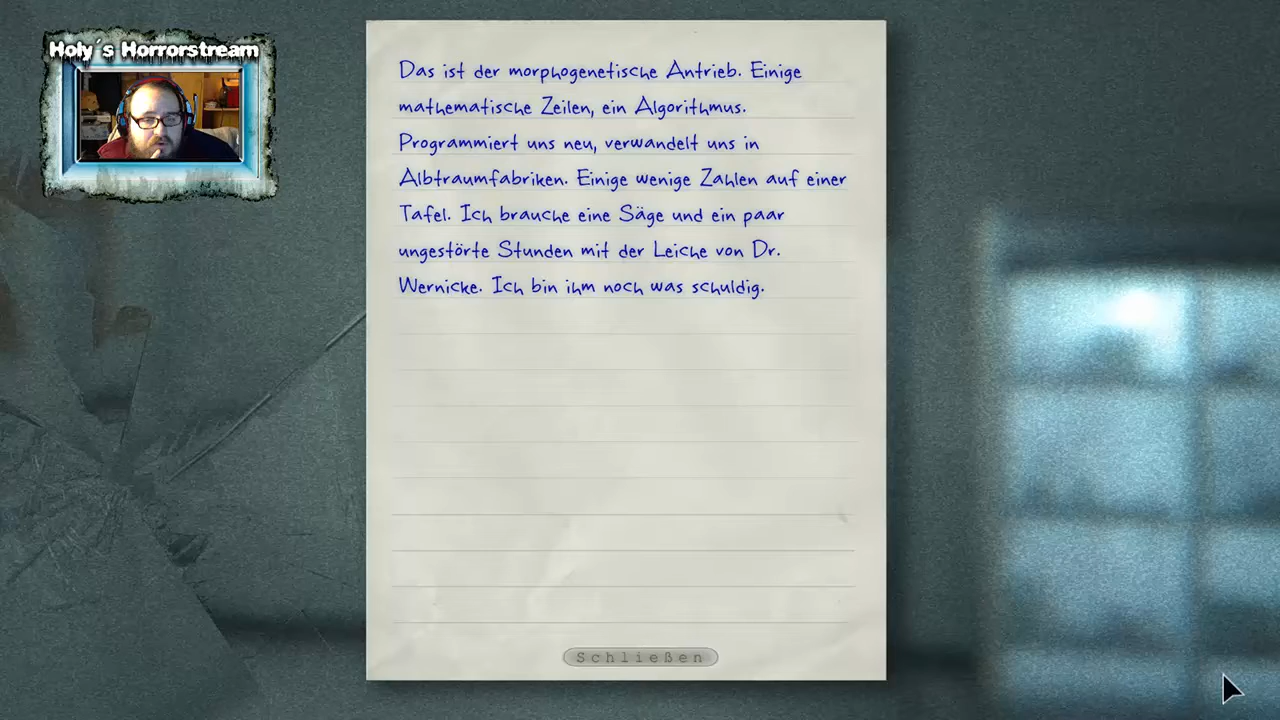 Holy´s Horrorstream
Das ist der morphogenetische Antrieb. Einige
mathematische Zeilen, ein Algorithmus.
Programmiert uns neu, verwandelt uns in
Albtraumfabriken. Einige wenige Zahlen auf einer
Tafel. Ich brauche eine Säge und ein paar
ungestörte Stunden mit der Leiche von Dr.
Wernicke. Ich bin ihm noch was schuldig.
Schließen